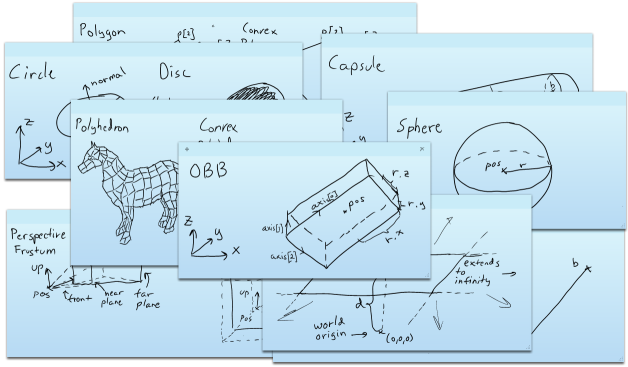 Polygon
p[3]
Convex
Capsule
Circle
normal
Disc
z
y
x
b
Polyhedron
Convex
Sphere
pos
r
OBB
axis[0]
pos
r.z
r.y
r.x
axis[1]
axis[2]
z
y
x
Perspective
Frustum
up
pos
front
near
plane
far
plane
up
pos
d
extends
to
infinity
world
origin
(0,0,0)
b